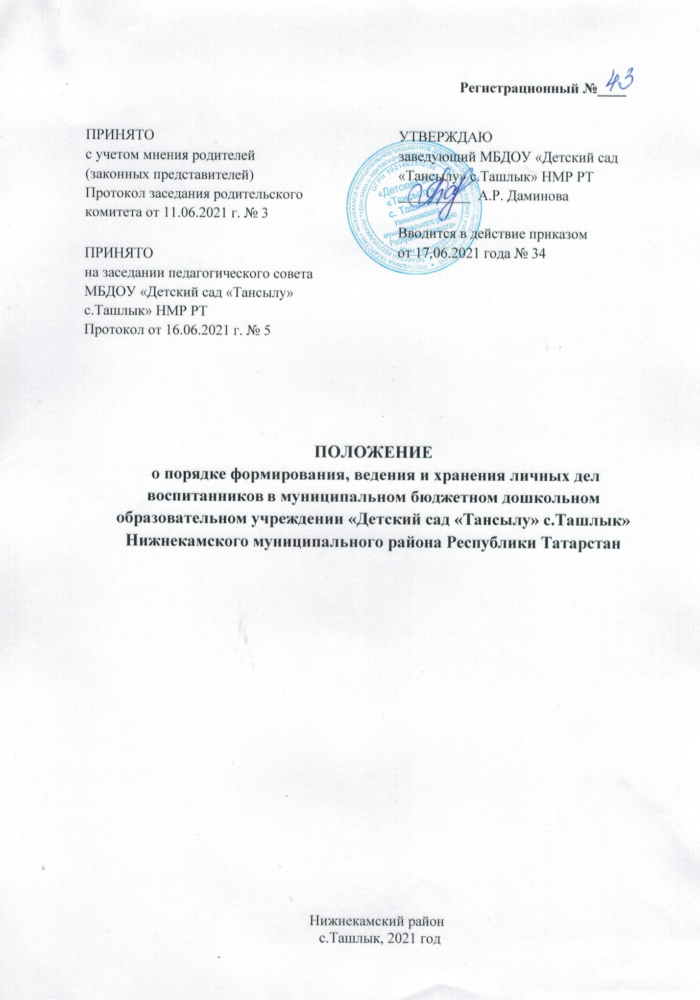 Регистрационный № 43
ПРИНЯТО
с учетом мнения родителей
(законных представителей)
Протокол заседания родительского
комитета от 11.06.2021 г. № 3
ПРИНЯТО
на заседании педагогического совета
МБДОУ «Детский сад «Тансылу»
с.Ташлык» НМР РТ
Протокол от 16.06.2021 г. № 5
УТВЕРЖДАЮ
заведующий МБДОУ «Детский сад
«Тансылу» с.Ташлык» НМР РТ
А.Р. Даминова
Вводится в действие приказом
от 17.06.2021 года № 34
ОГРН 1021602510159
«Детский сад
«Тансылу»
с. Ташлык»
Нижнекамского
муниципального района
Республики Татарстан
ПОЛОЖЕНИЕ
о порядке формирования, ведения и хранения личных дел
воспитанников в муниципальном бюджетном дошкольном
образовательном учреждении «Детский сад «Тансылу» с.Ташлык»
Нижнекамского муниципального района Республики Татарстан
Нижнекамский район
с.Ташлык, 2021 год